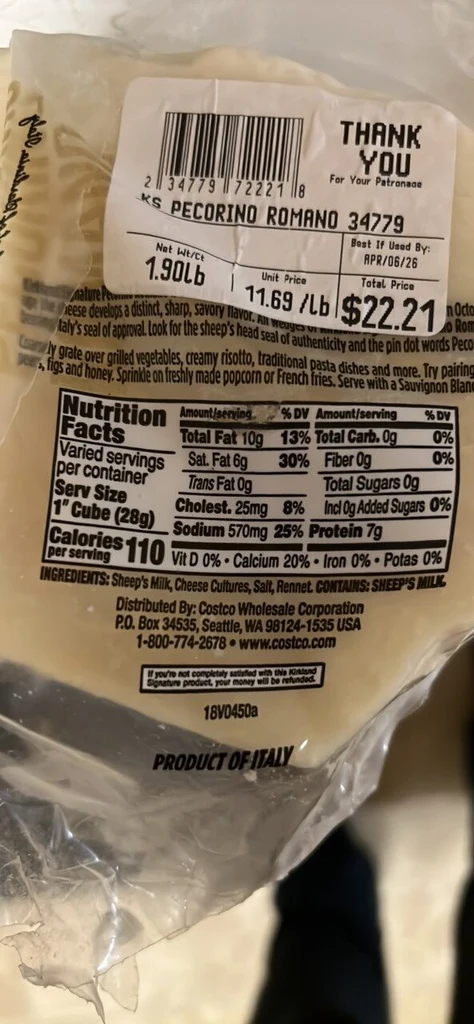 THANK
YOU
For Your Patronage
2 34779 72221 8
KS PECORINO ROMANO 34779
Net Wt/Ct
1.90Lb
Unit Price
11.69 /Lb
Best If Used By:
APR/06/26
Total Price
$22.21
eese develops a distinct, sharp, savory flavor. All wedges of
taly's seal of approval. Look for the sheep's head seal of authenticity and the pin dot words Peco
ly grate over grilled vegetables, creamy risotto, traditional pasta dishes and more. Try pairing
, figs and honey. Sprinkle on freshly made popcorn or French fries. Serve with a Sauvignon Blanc
Nutrition
Facts
Varied servings
per container
Serv Size
1" Cube (28g)
Calories 110
per serving
Amount/serving % DV Amount/serving % DV
Total Fat 10g 13% Total Carb. 0g 0%
Sat. Fat 6g 30% Fiber 0g 0%
Trans Fat 0g Total Sugars 0g
Cholest. 25mg 8% Incl 0g Added Sugars 0%
Sodium 570mg 25% Protein 7g
Vit D 0% • Calcium 20% • Iron 0% • Potas 0%
INGREDIENTS: Sheep's Milk, Cheese Cultures, Salt, Rennet. CONTAINS: SHEEP'S MILK.
Distributed By: Costco Wholesale Corporation
P.O. Box 34535, Seattle, WA 98124-1535 USA
1-800-774-2678 • www.costco.com
If you're not completely satisfied with this Kirkland
Signature product, your money will be refunded.
18V0450a
PRODUCT OF ITALY